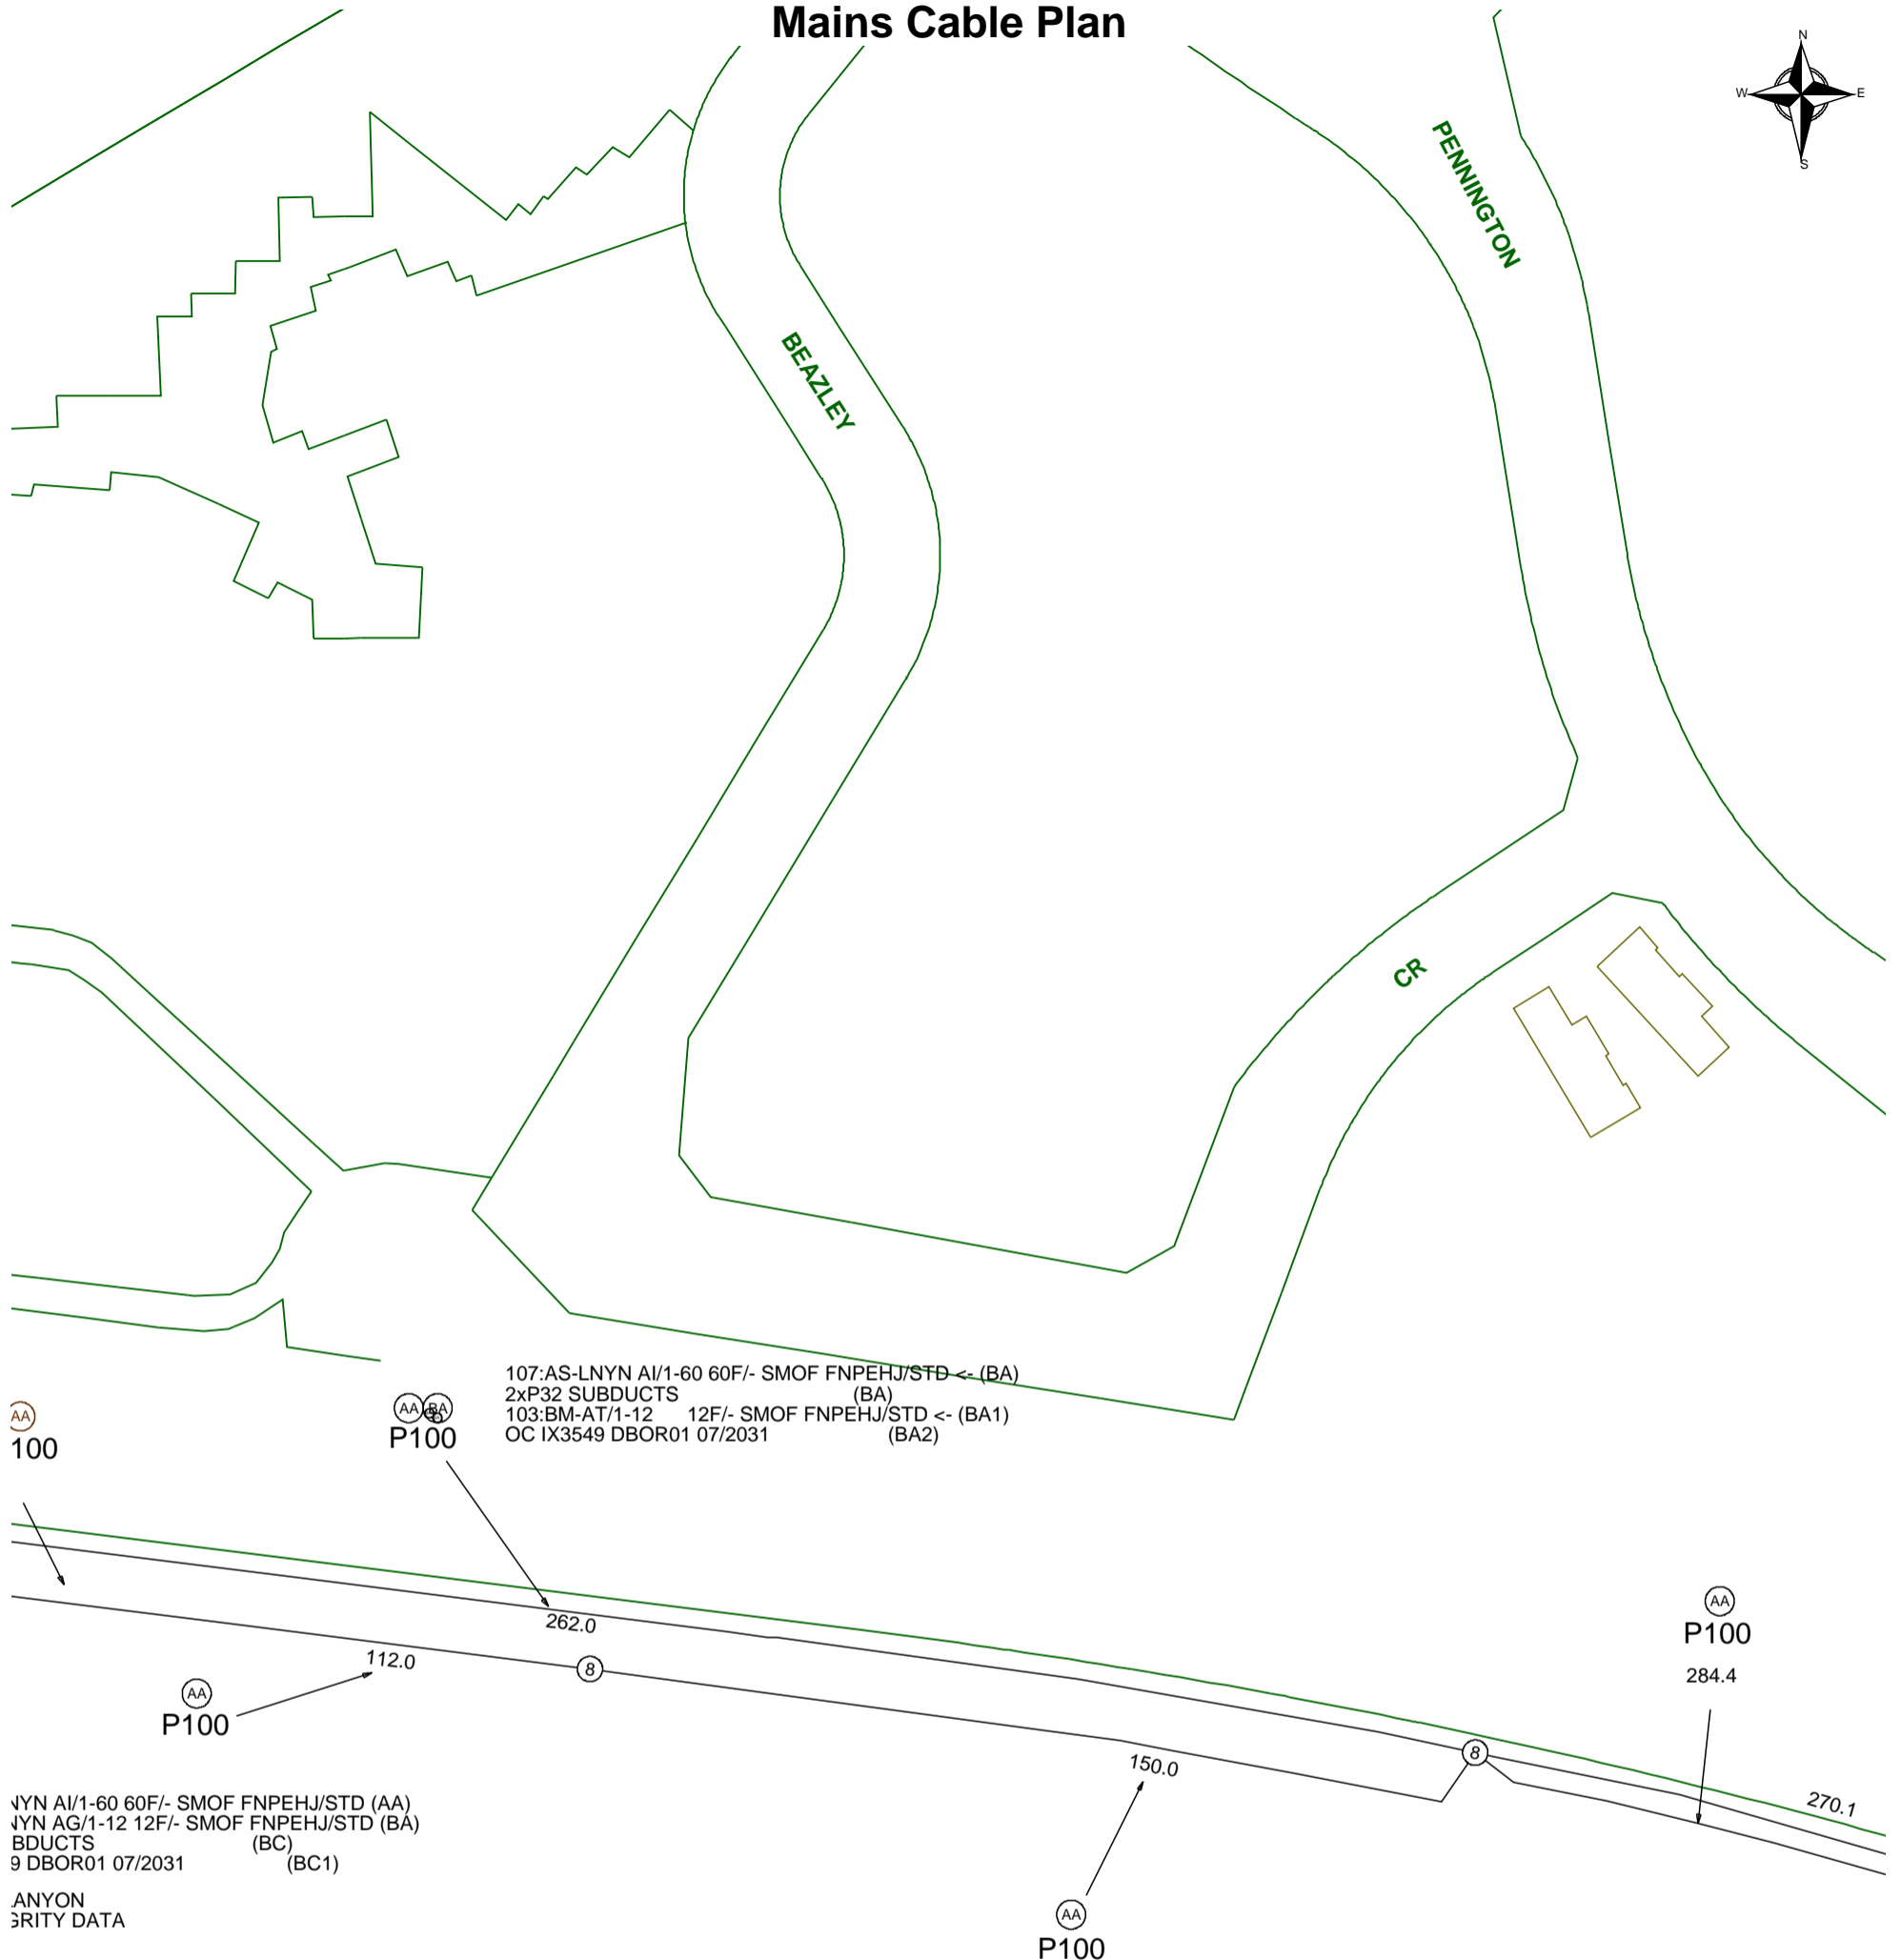 Mains Cable Plan
N
W E
S
PENNINGTON
BEAZLEY
CR
107:AS-LNYN AI/1-60 60F/- SMOF FNPEHJ/STD <- (BA)
2xP32 SUBDUCTS (BA)
103:BM-AT/1-12 12F/- SMOF FNPEHJ/STD <- (BA1)
OC IX3549 DBOR01 07/2031 (BA2)
AA
100
AA BA
P100
262.0
112.0
8
AA
P100
AA
P100
284.4
8
150.0
270.1
AA
P100
NYN AI/1-60 60F/- SMOF FNPEHJ/STD (AA)
NYN AG/1-12 12F/- SMOF FNPEHJ/STD (BA)
BDUCTS (BC)
9 DBOR01 07/2031 (BC1)
ANYON
GRITY DATA